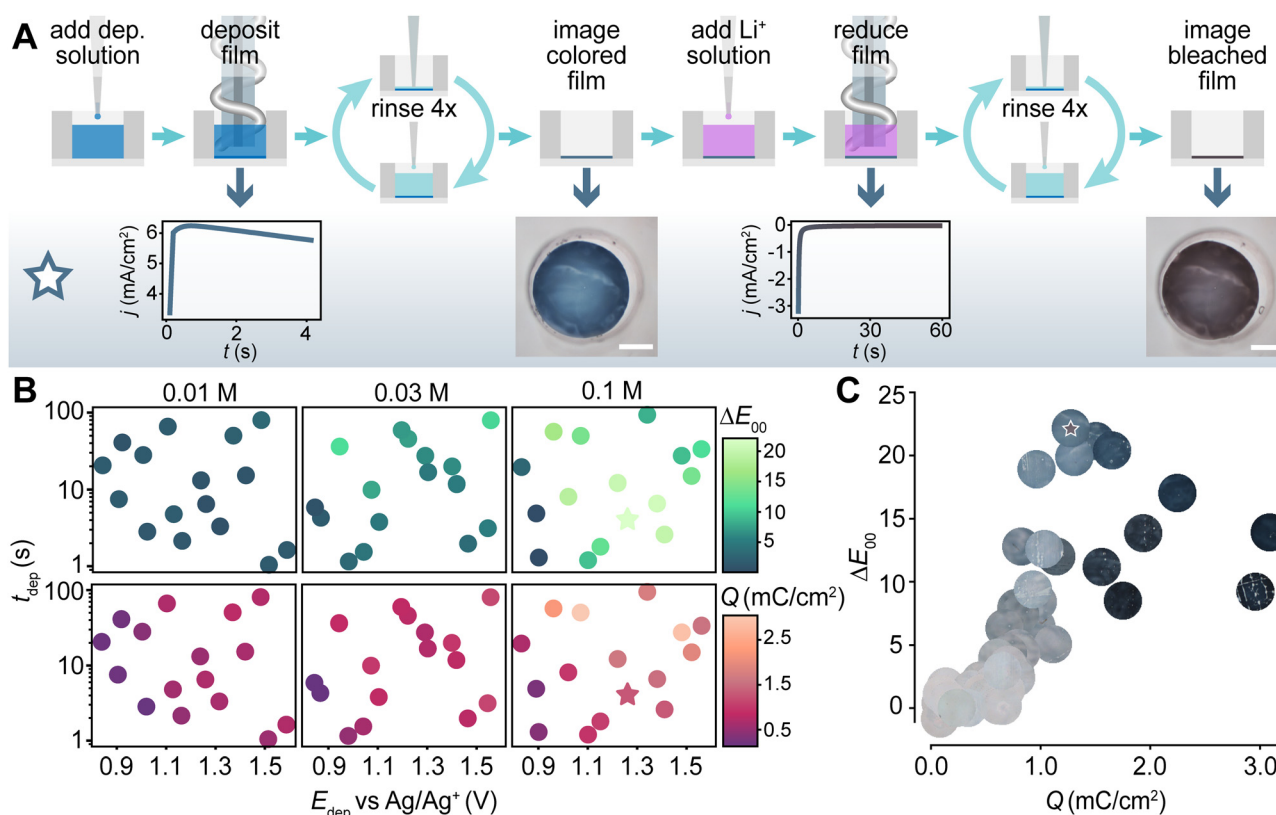 A
add dep.
solution
deposit
film
rinse 4x
image
colored
film
add Li⁺
solution
reduce
film
rinse 4x
image
bleached
film
j (mA/cm²)
6
5
4
0
2
4
t (s)
j (mA/cm²)
0
-1
-2
-3
0
30
60
t (s)
B
0.01 M
0.03 M
0.1 M
t_dep (s)
100
10
1
100
10
1
0.9
1.1
1.3
1.5
0.9
1.1
1.3
1.5
0.9
1.1
1.3
1.5
E_dep vs Ag/Ag⁺ (V)
ΔE₀₀
20
15
10
5
Q (mC/cm²)
2.5
1.5
0.5
C
ΔE₀₀
25
20
15
10
5
0
0.0
1.0
2.0
3.0
Q (mC/cm²)